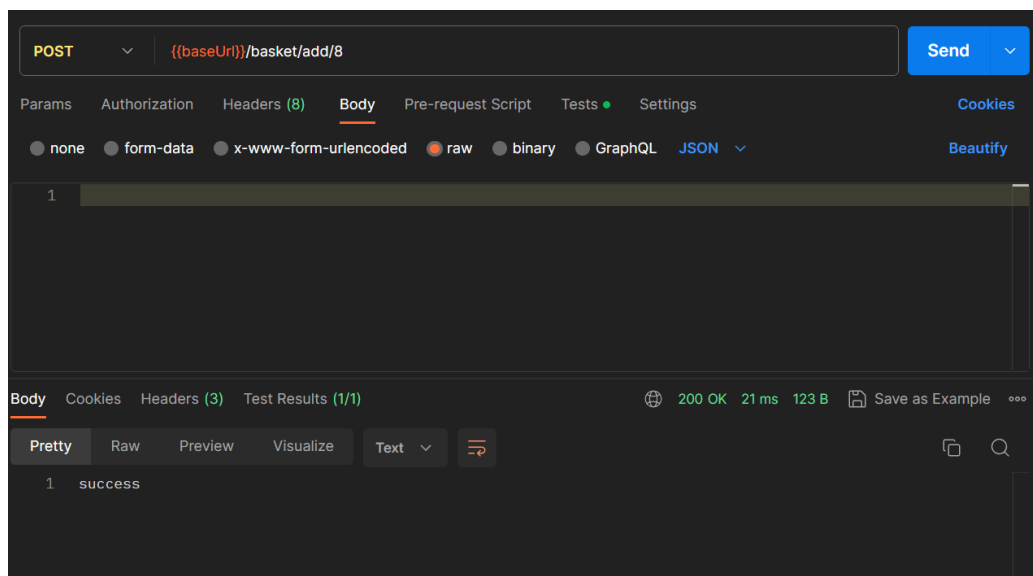 POST {{baseUrl}}/basket/add/8 Send
Params Authorization Headers (8) Body Pre-request Script Tests Settings Cookies
none form-data x-www-form-urlencoded raw binary GraphQL JSON Beautify
1
Body Cookies Headers (3) Test Results (1/1) 200 OK 21 ms 123 B Save as Example
Pretty Raw Preview Visualize Text
1 success